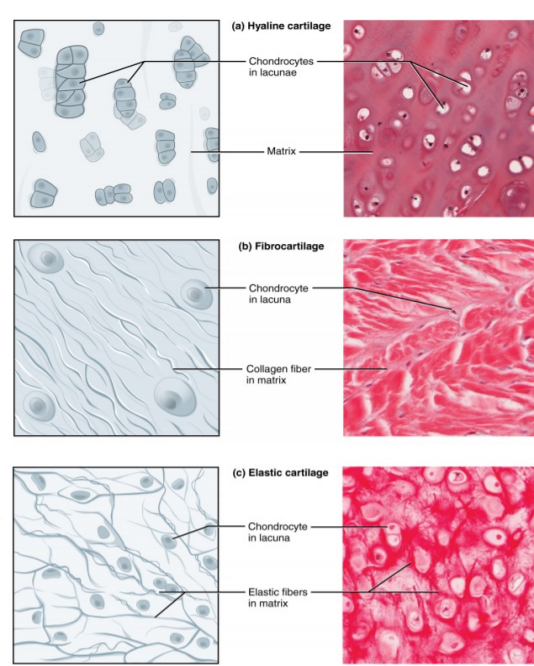 (a) Hyaline cartilage
Chondrocytes
in lacunae
Matrix
(b) Fibrocartilage
Chondrocyte
in lacuna
Collagen fiber
in matrix
(c) Elastic cartilage
Chondrocyte
in lacuna
Elastic fibers
in matrix